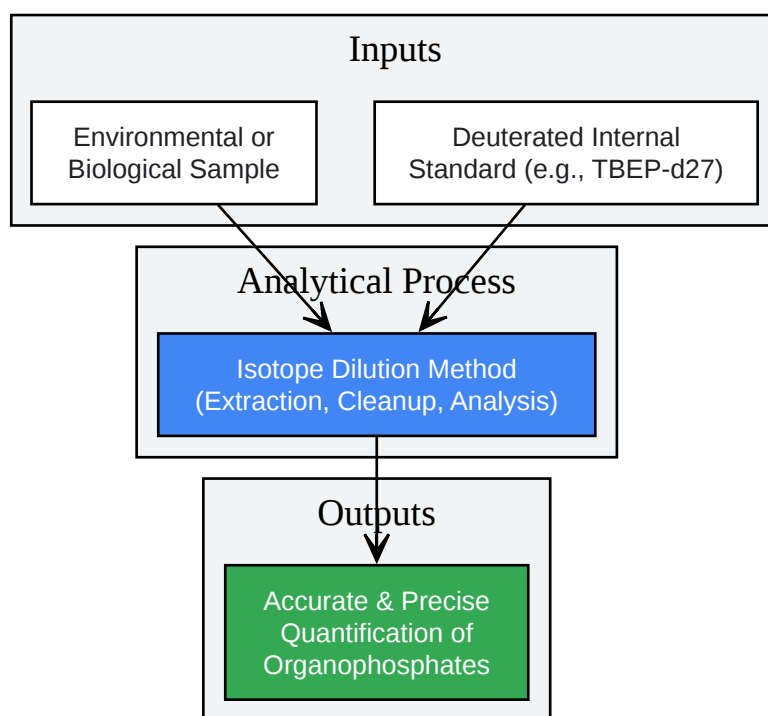 Inputs
Environmental or
Biological Sample
Deuterated Internal
Standard (e.g., TBEP-d27)
Analytical Process
Isotope Dilution Method
(Extraction, Cleanup, Analysis)
Outputs
Accurate & Precise
Quantification of
Organophosphates